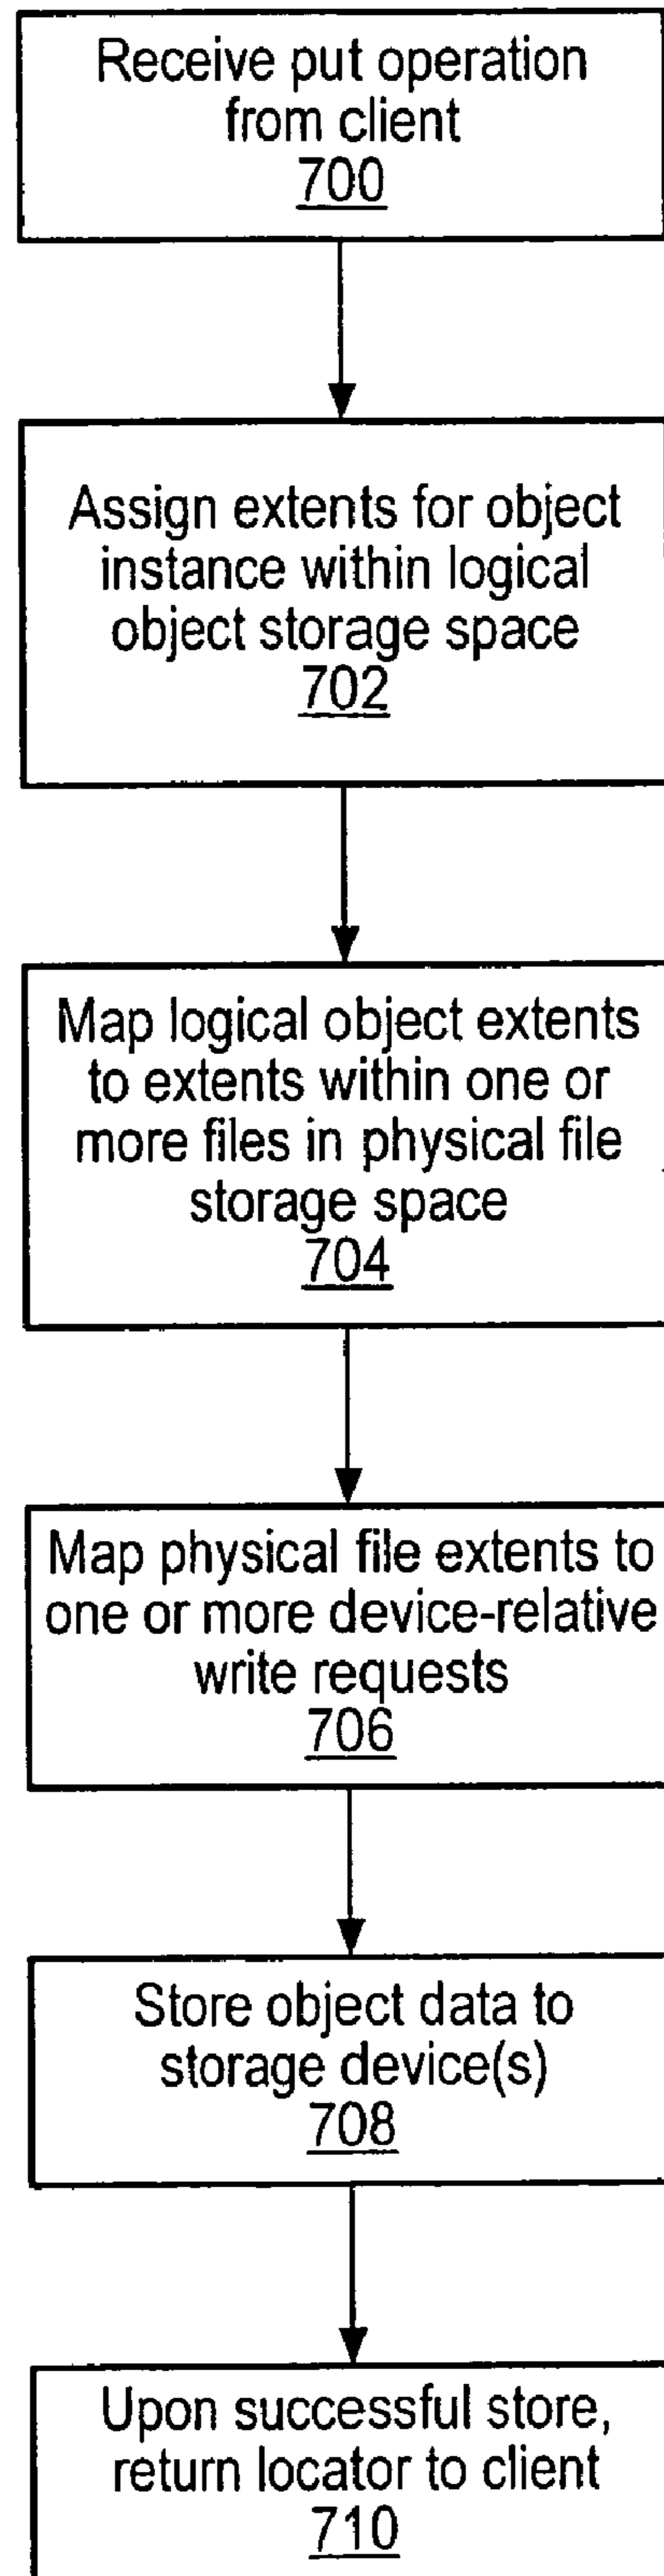 Receive put operation
from client
700
Assign extents for object
instance within logical
object storage space
702
Map logical object extents
to extents within one or
more files in physical file
storage space
704
Map physical file extents to
one or more device-relative
write requests
706
Store object data to
storage device(s)
708
Upon successful store,
return locator to client
710